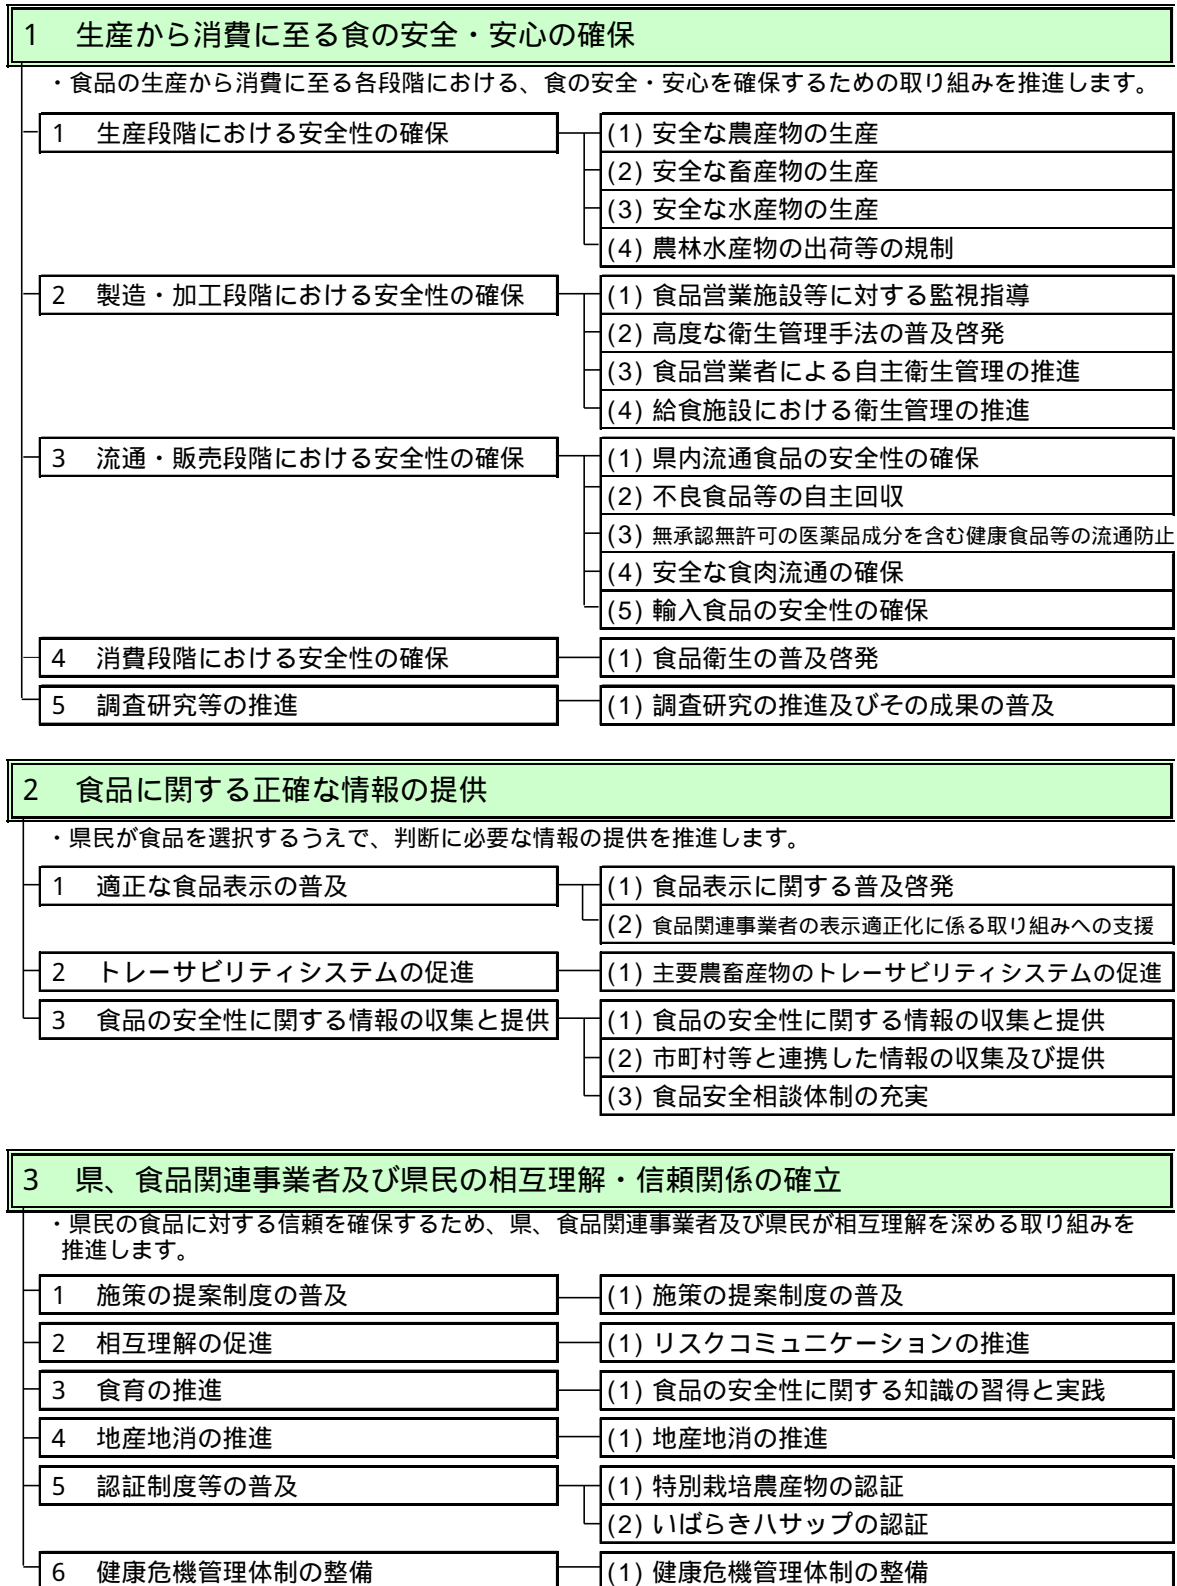 1 生産から消費に至る食の安全・安心の確保
・食品の生産から消費に至る各段階における、食の安全・安心を確保するための取り組みを推進します。
1 生産段階における安全性の確保
(1) 安全な農産物の生産
(2) 安全な畜産物の生産
(3) 安全な水産物の生産
(4) 農林水産物の出荷等の規制
2 製造・加工段階における安全性の確保
(1) 食品営業施設等に対する監視指導
(2) 高度な衛生管理手法の普及啓発
(3) 食品営業者による自主衛生管理の推進
(4) 給食施設における衛生管理の推進
3 流通・販売段階における安全性の確保
(1) 県内流通食品の安全性の確保
(2) 不良食品等の自主回収
(3) 無承認無許可の医薬品成分を含む健康食品等の流通防止
(4) 安全な食肉流通の確保
(5) 輸入食品の安全性の確保
4 消費段階における安全性の確保
(1) 食品衛生の普及啓発
5 調査研究等の推進
(1) 調査研究の推進及びその成果の普及
2 食品に関する正確な情報の提供
・県民が食品を選択するうえで、判断に必要な情報の提供を推進します。
1 適正な食品表示の普及
(1) 食品表示に関する普及啓発
(2) 食品関連事業者の表示適正化に係る取り組みへの支援
2 トレーサビリティシステムの促進
(1) 主要農畜産物のトレーサビリティシステムの促進
3 食品の安全性に関する情報の収集と提供
(1) 食品の安全性に関する情報の収集と提供
(2) 市町村等と連携した情報の収集及び提供
(3) 食品安全相談体制の充実
3 県、食品関連事業者及び県民の相互理解・信頼関係の確立
・県民の食品に対する信頼を確保するため、県、食品関連事業者及び県民が相互理解を深める取り組みを
推進します。
1 施策の提案制度の普及
(1) 施策の提案制度の普及
2 相互理解の促進
(1) リスクコミュニケーションの推進
3 食育の推進
(1) 食品の安全性に関する知識の習得と実践
4 地産地消の推進
(1) 地産地消の推進
5 認証制度等の普及
(1) 特別栽培農産物の認証
(2) いばらきハサップの認証
6 健康危機管理体制の整備
(1) 健康危機管理体制の整備